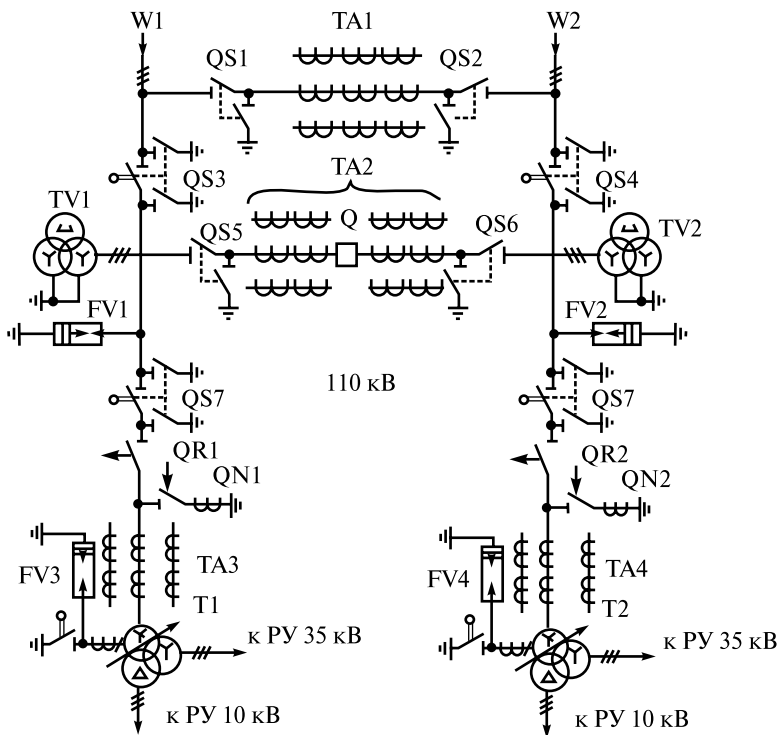 W1
TA1
W2
QS1
QS2
QS3
TA2
QS4
TV1
Q
QS5
QS6
TV2
FV1
FV2
QS7
110 кВ
QS7
QR1
QN1
QR2
QN2
FV3
TA3
T1
FV4
TA4
T2
к РУ 35 кВ
к РУ 35 кВ
к РУ 10 кВ
к РУ 10 кВ